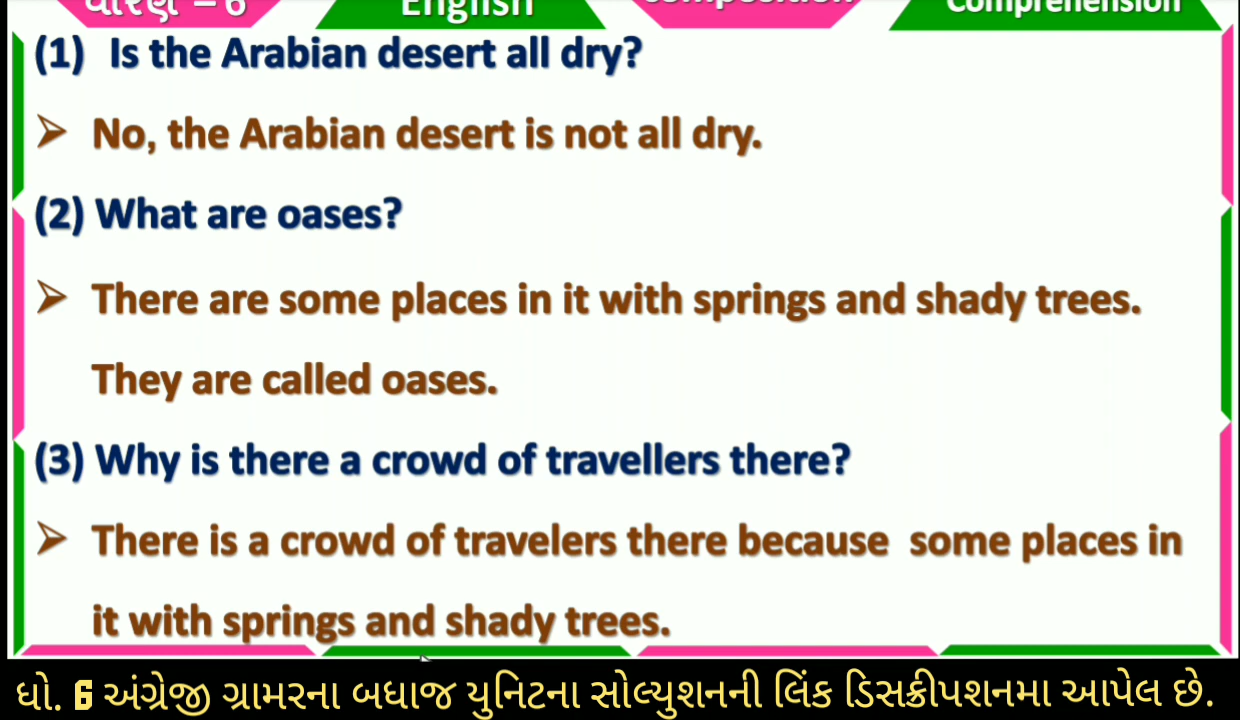 ધોરણ – 6 English Composition Comprehension
(1) Is the Arabian desert all dry?
➢ No, the Arabian desert is not all dry.
(2) What are oases?
➢ There are some places in it with springs and shady trees.
They are called oases.
(3) Why is there a crowd of travellers there?
➢ There is a crowd of travelers there because some places in
it with springs and shady trees.
ધો. 6 અંગ્રેજી ગ્રામરના બધાજ યુનિટના સોલ્યુશનની લિંક ડિસક્રીપશનમા આપેલ છે.